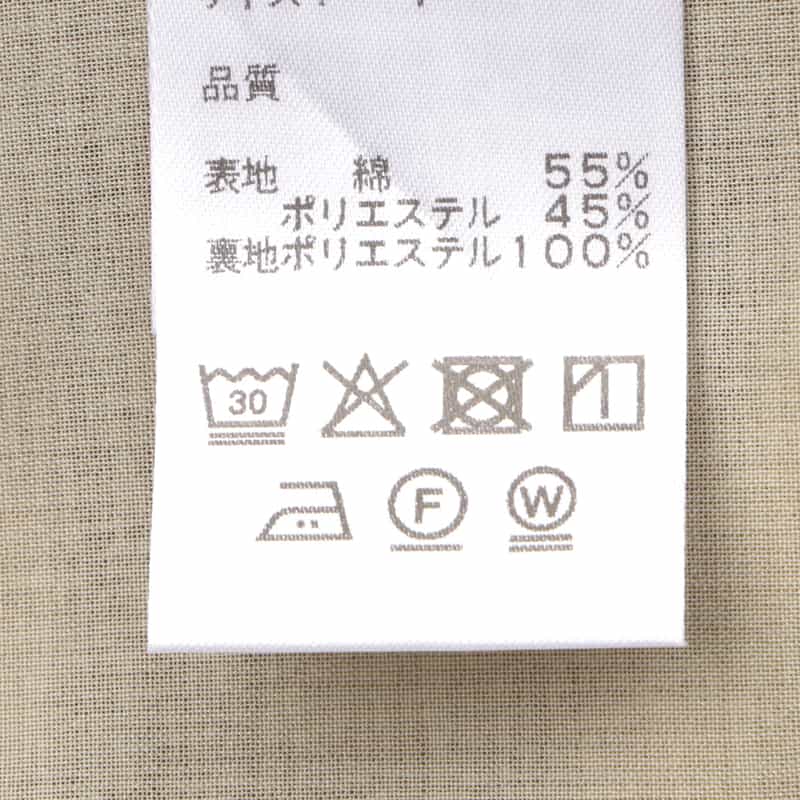 品質
表地 綿 55%
ポリエステル 45%
裏地ポリエステル100%
30
F W